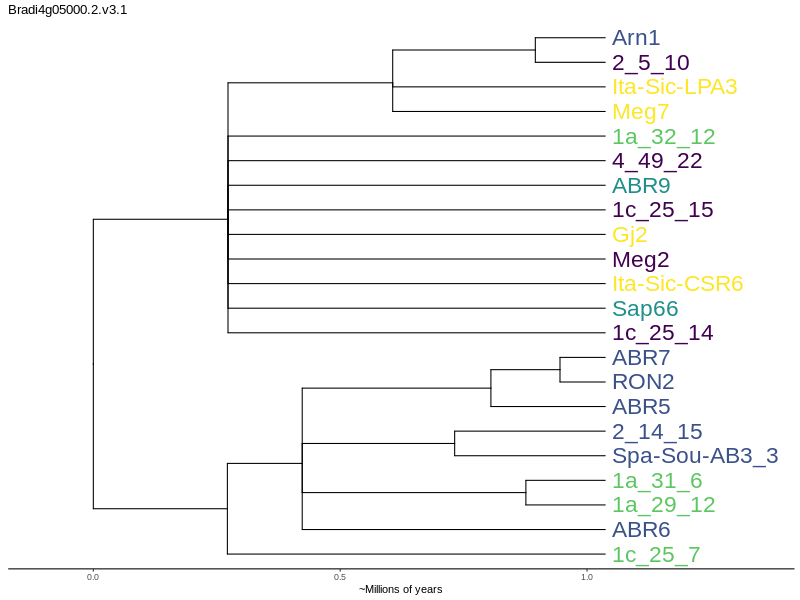 Bradi4g05000.2.v3.1
Arn1
2_5_10
Ita-Sic-LPA3
Meg7
1a_32_12
4_49_22
ABR9
1c_25_15
Gj2
Meg2
Ita-Sic-CSR6
Sap66
1c_25_14
ABR7
RON2
ABR5
2_14_15
Spa-Sou-AB3_3
1a_31_6
1a_29_12
ABR6
1c_25_7
0.0 0.5 1.0
~Millions of years